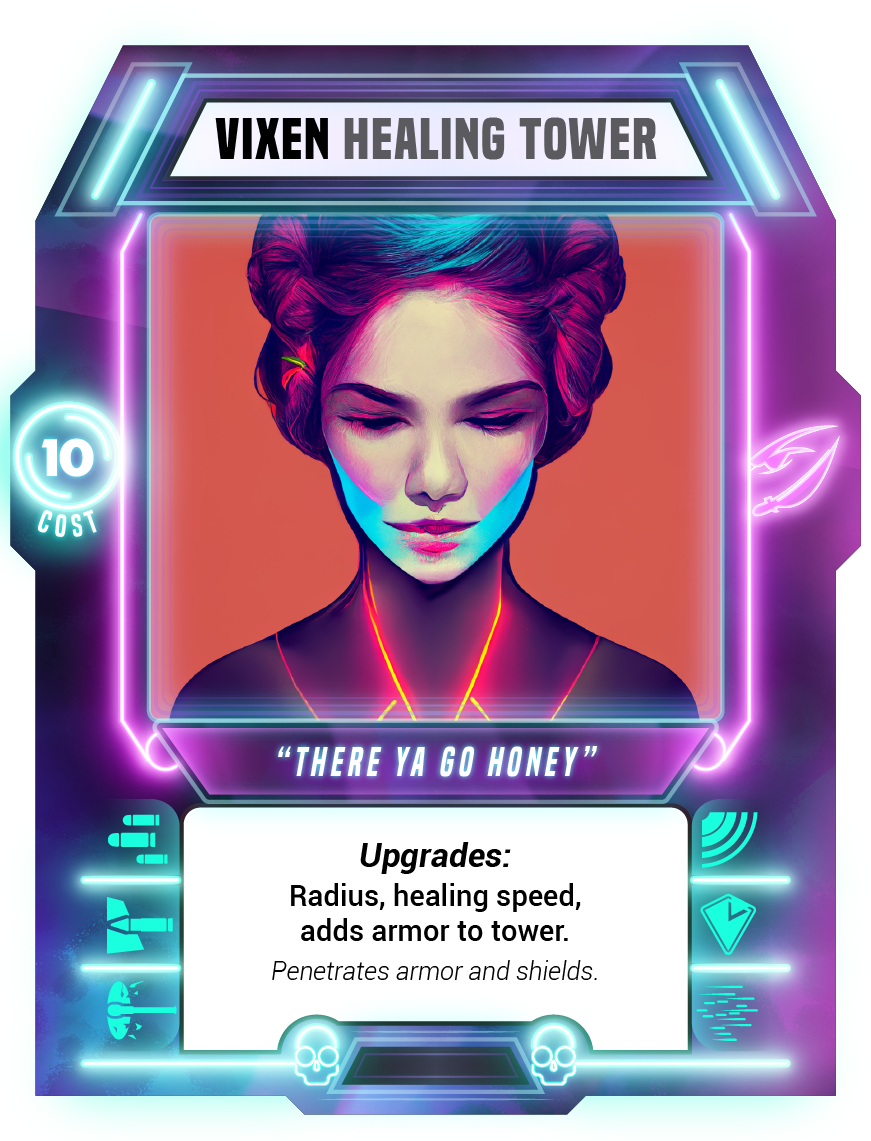 VIXEN HEALING TOWER
10
COST
“THERE YA GO HONEY”
Upgrades:
Radius, healing speed,
adds armor to tower.
Penetrates armor and shields.